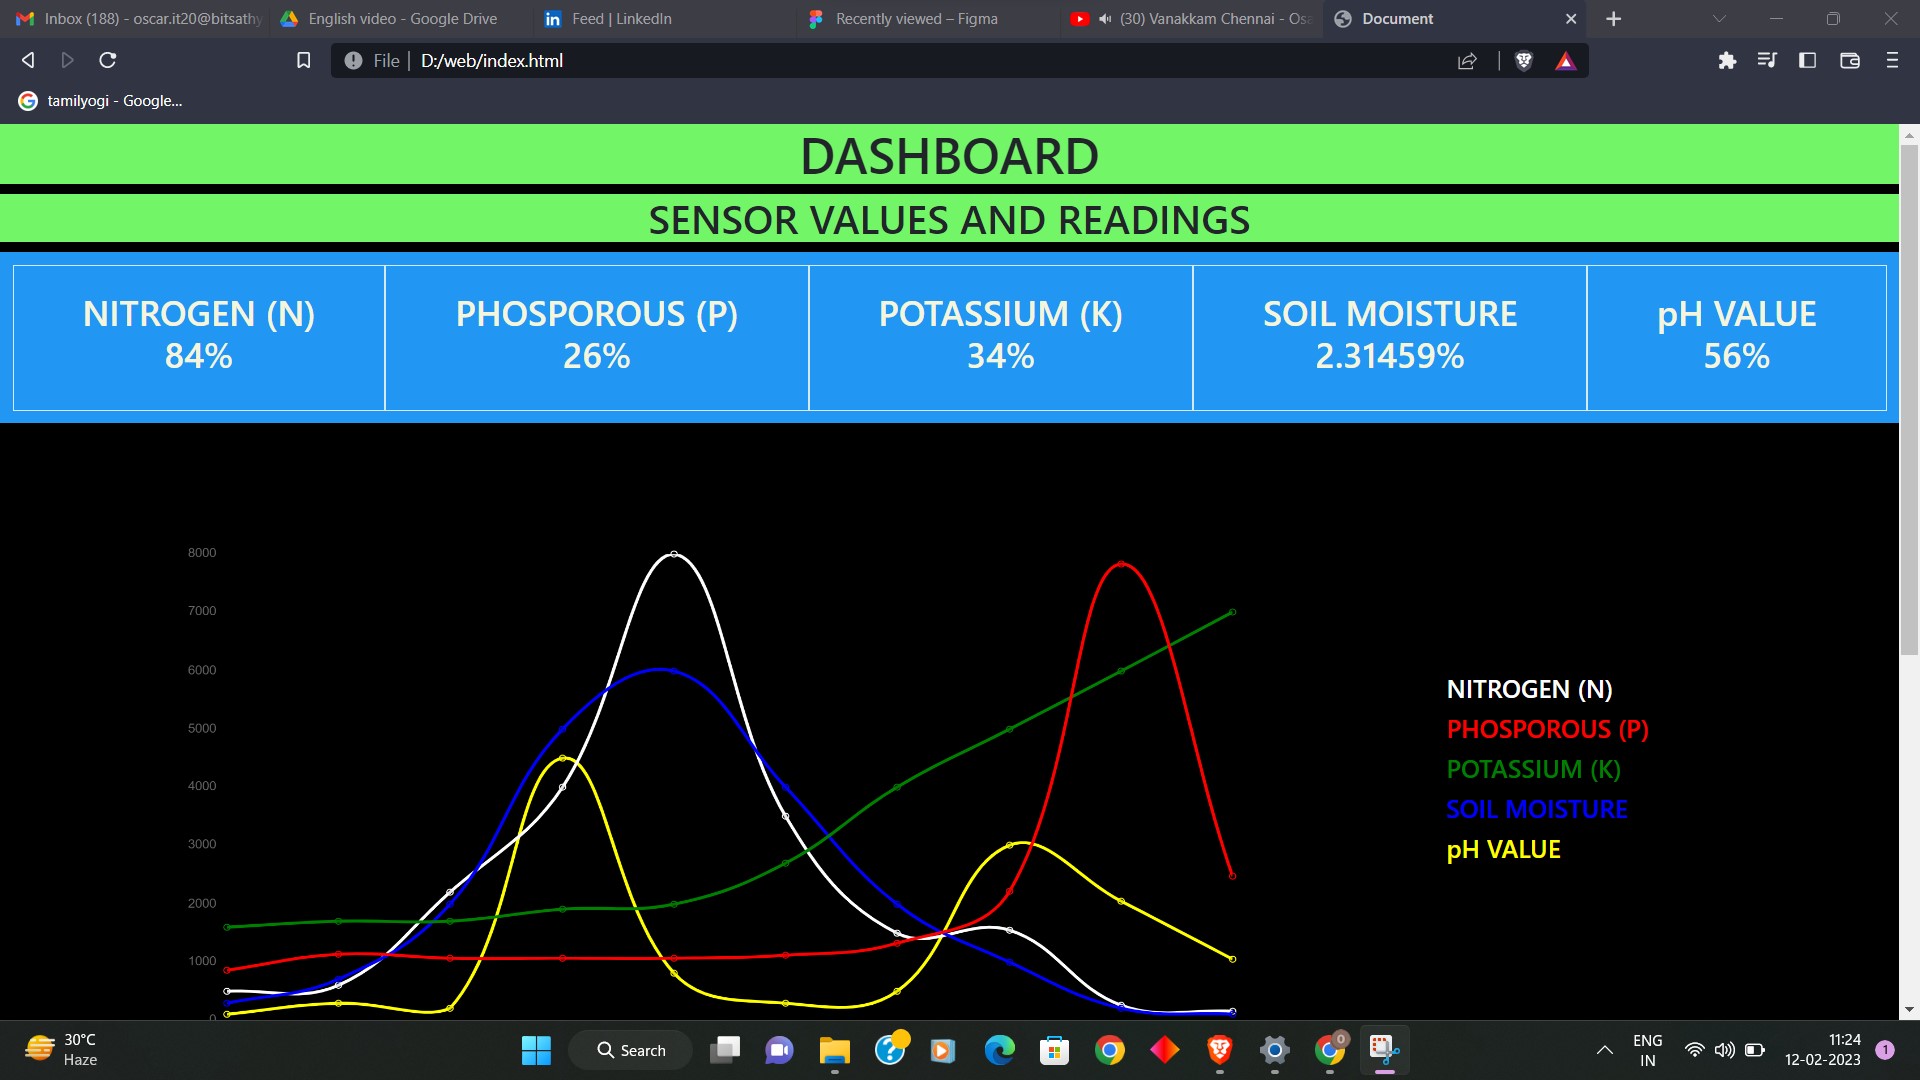 Inbox (188) - oscar.it20@bitsathy
English video - Google Drive
Feed | LinkedIn
Recently viewed – Figma
(30) Vanakkam Chennai - Osa
Document
File | D:/web/index.html
tamilyogi - Google...
DASHBOARD
SENSOR VALUES AND READINGS
NITROGEN (N)
84%
PHOSPOROUS (P)
26%
POTASSIUM (K)
34%
SOIL MOISTURE
2.31459%
pH VALUE
56%
8000
7000
6000
5000
4000
3000
2000
1000
0
NITROGEN (N)
PHOSPOROUS (P)
POTASSIUM (K)
SOIL MOISTURE
pH VALUE
30°C
Haze
Search
0
ENG
IN
11:24
12-02-2023
1